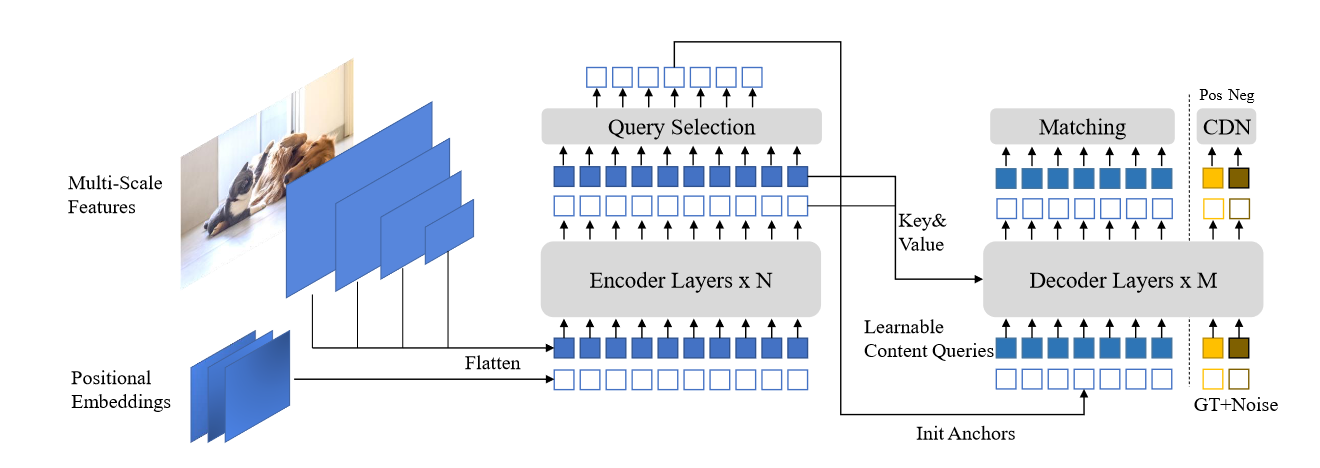 Multi-Scale
Features
Positional
Embeddings
Flatten
Query Selection
Encoder Layers x N
Key&
Value
Learnable
Content Queries
Init Anchors
Matching
Decoder Layers x M
Pos Neg
CDN
GT+Noise